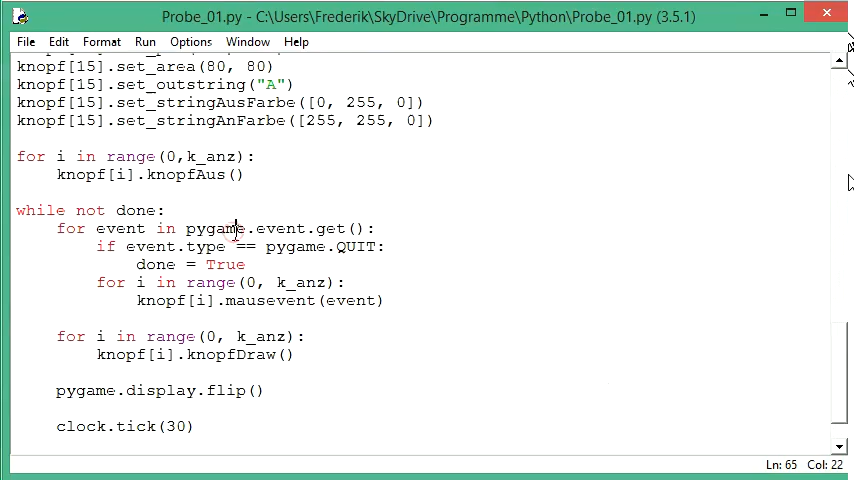 Probe_01.py - C:\Users\Frederik\SkyDrive\Programme\Python\Probe_01.py (3.5.1)
File Edit Format Run Options Window Help
knopf[15].set_area(80, 80)
knopf[15].set_outstring("A")
knopf[15].set_stringAusFarbe([0, 255, 0])
knopf[15].set_stringAnFarbe([255, 255, 0])
for i in range(0,k_anz):
    knopf[i].knopfAus()
while not done:
    for event in pygame.event.get():
        if event.type == pygame.QUIT:
            done = True
        for i in range(0, k_anz):
            knopf[i].mausevent(event)
    for i in range(0, k_anz):
        knopf[i].knopfDraw()
    pygame.display.flip()
    clock.tick(30)
Ln: 65 Col: 22